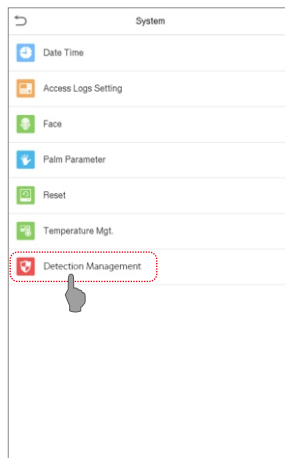 System
Date Time
Access Logs Setting
Face
Palm Parameter
Reset
Temperature Mgt.
Detection Management